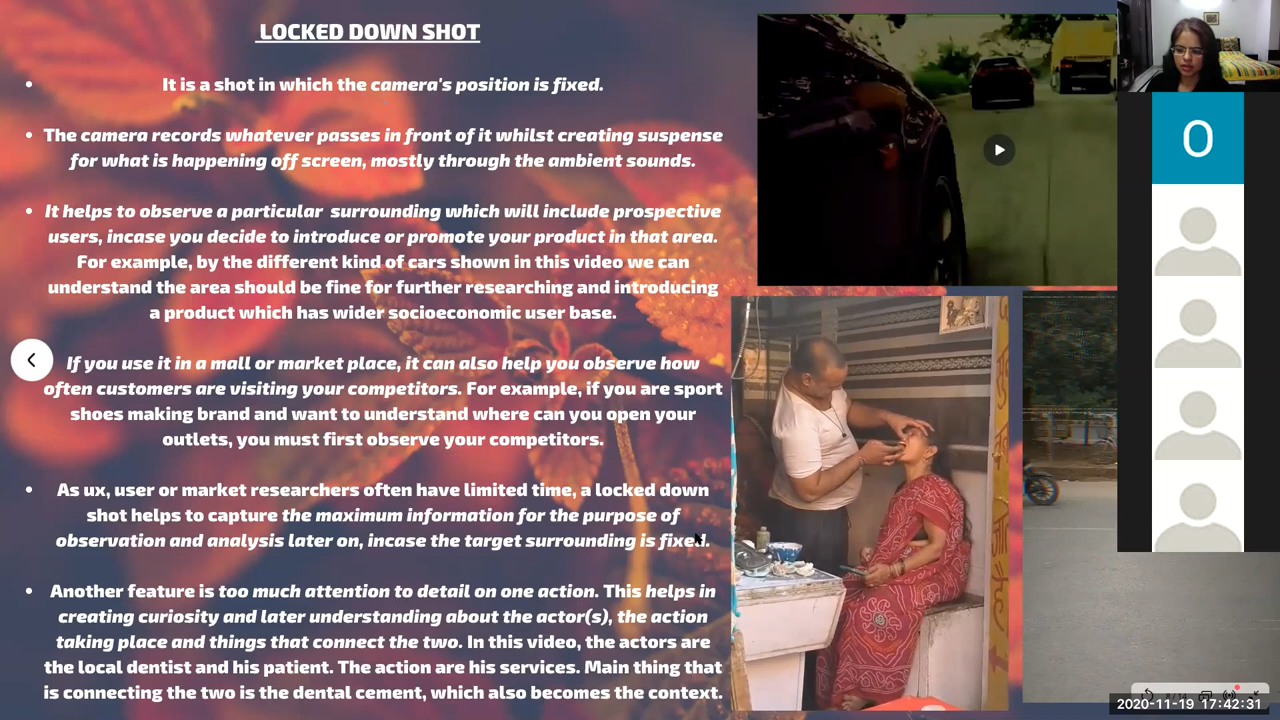 LOCKED DOWN SHOT
• It is a shot in which the camera's position is fixed.
• The camera records whatever passes in front of it whilst creating suspense
for what is happening off screen, mostly through the ambient sounds.
• It helps to observe a particular surrounding which will include prospective
users, incase you decide to introduce or promote your product in that area.
For example, by the different kind of cars shown in this video we can
understand the area should be fine for further researching and introducing
a product which has wider socioeconomic user base.
If you use it in a mall or market place, it can also help you observe how
often customers are visiting your competitors. For example, if you are sport
shoes making brand and want to understand where can you open your
outlets, you must first observe your competitors.
• As ux, user or market researchers often have limited time, a locked down
shot helps to capture the maximum information for the purpose of
observation and analysis later on, incase the target surrounding is fixed.
• Another feature is too much attention to detail on one action. This helps in
creating curiosity and later understanding about the actor(s), the action
taking place and things that connect the two. In this video, the actors are
the local dentist and his patient. The action are his services. Main thing that
is connecting the two is the dental cement, which also becomes the context.
O
2020-11-19 17:42:31